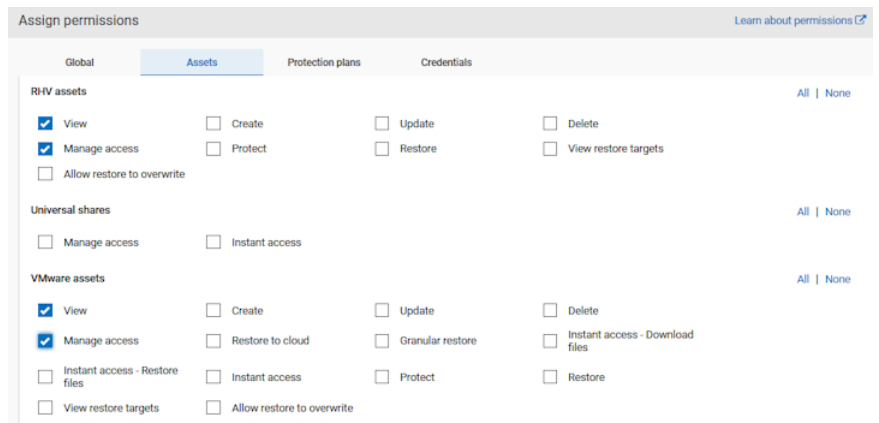 Assign permissions
Learn about permissions
Global Assets Protection plans Credentials
RHV assets
All | None
View Create Update Delete
Manage access Protect Restore View restore targets
Allow restore to overwrite
Universal shares
All | None
Manage access Instant access
VMware assets
All | None
View Create Update Delete
Manage access Restore to cloud Granular restore Instant access - Download
files
Instant access - Restore
files
Instant access Protect Restore
View restore targets Allow restore to overwrite